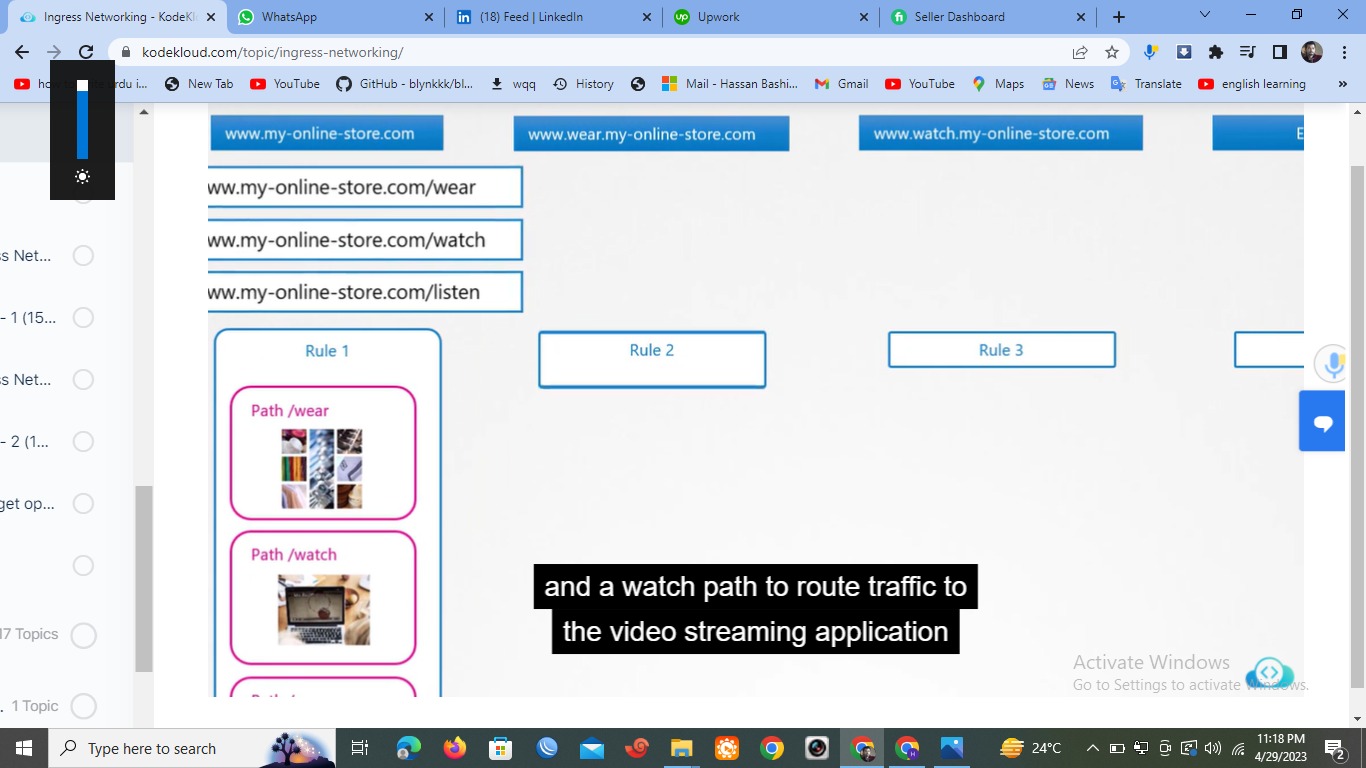 Ingress Networking - KodeKl
WhatsApp
(18) Feed | LinkedIn
Upwork
Seller Dashboard
kodekloud.com/topic/ingress-networking/
New Tab
YouTube
GitHub - blynkkk/bl...
wqq
History
Mail - Hassan Bashi...
Gmail
YouTube
Maps
News
Translate
english learning
»
www.my-online-store.com
www.wear.my-online-store.com
www.watch.my-online-store.com
E
ww.my-online-store.com/wear
ww.my-online-store.com/watch
ww.my-online-store.com/listen
s Net...
- 1 (15...
ss Net...
- 2 (1...
get op...
17 Topics
. 1 Topic
Rule 1
Rule 2
Rule 3
Path /wear
Path /watch
and a watch path to route traffic to
the video streaming application
Activate Windows
Go to Settings to activate Windows.
Type here to search
24°C
11:18 PM
4/29/2023
2